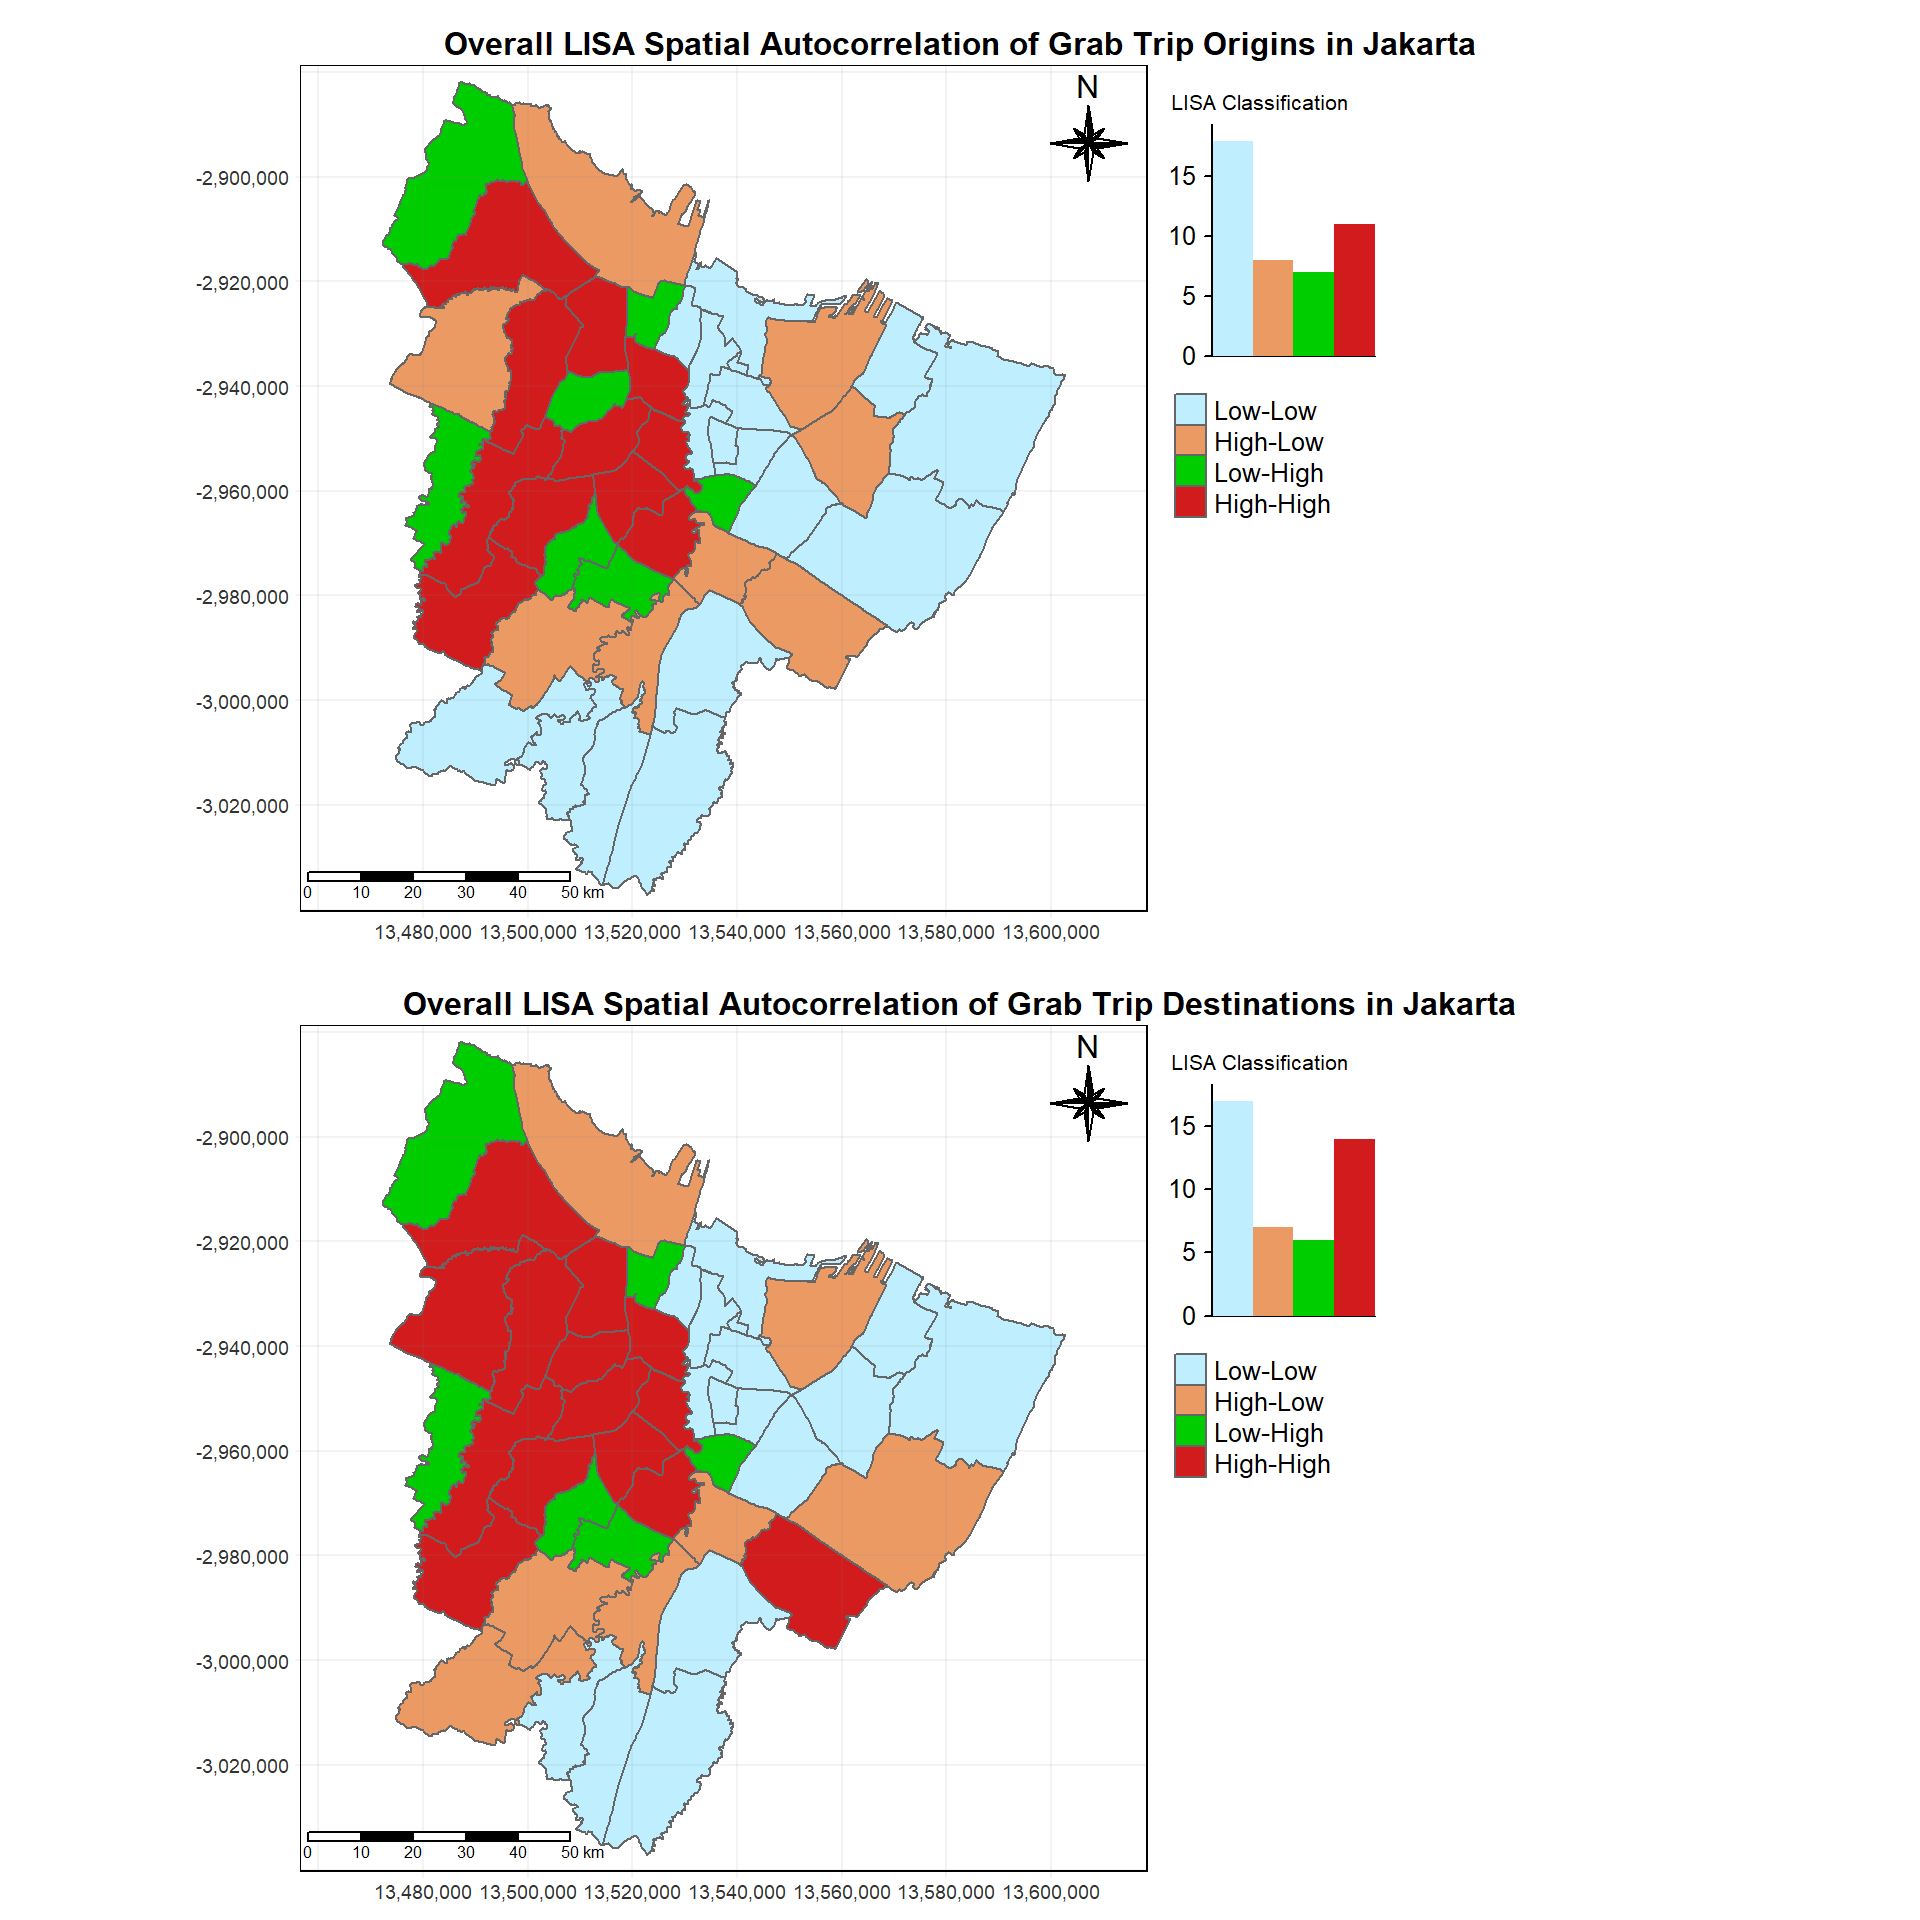 Overall LISA Spatial Autocorrelation of Grab Trip Origins in Jakarta
N
LISA Classification
15
10
5
0
Low-Low
High-Low
Low-High
High-High
-2,900,000
-2,920,000
-2,940,000
-2,960,000
-2,980,000
-3,000,000
-3,020,000
0 10 20 30 40 50 km
13,480,000 13,500,000 13,520,000 13,540,000 13,560,000 13,580,000 13,600,000
Overall LISA Spatial Autocorrelation of Grab Trip Destinations in Jakarta
N
LISA Classification
15
10
5
0
Low-Low
High-Low
Low-High
High-High
-2,900,000
-2,920,000
-2,940,000
-2,960,000
-2,980,000
-3,000,000
-3,020,000
0 10 20 30 40 50 km
13,480,000 13,500,000 13,520,000 13,540,000 13,560,000 13,580,000 13,600,000